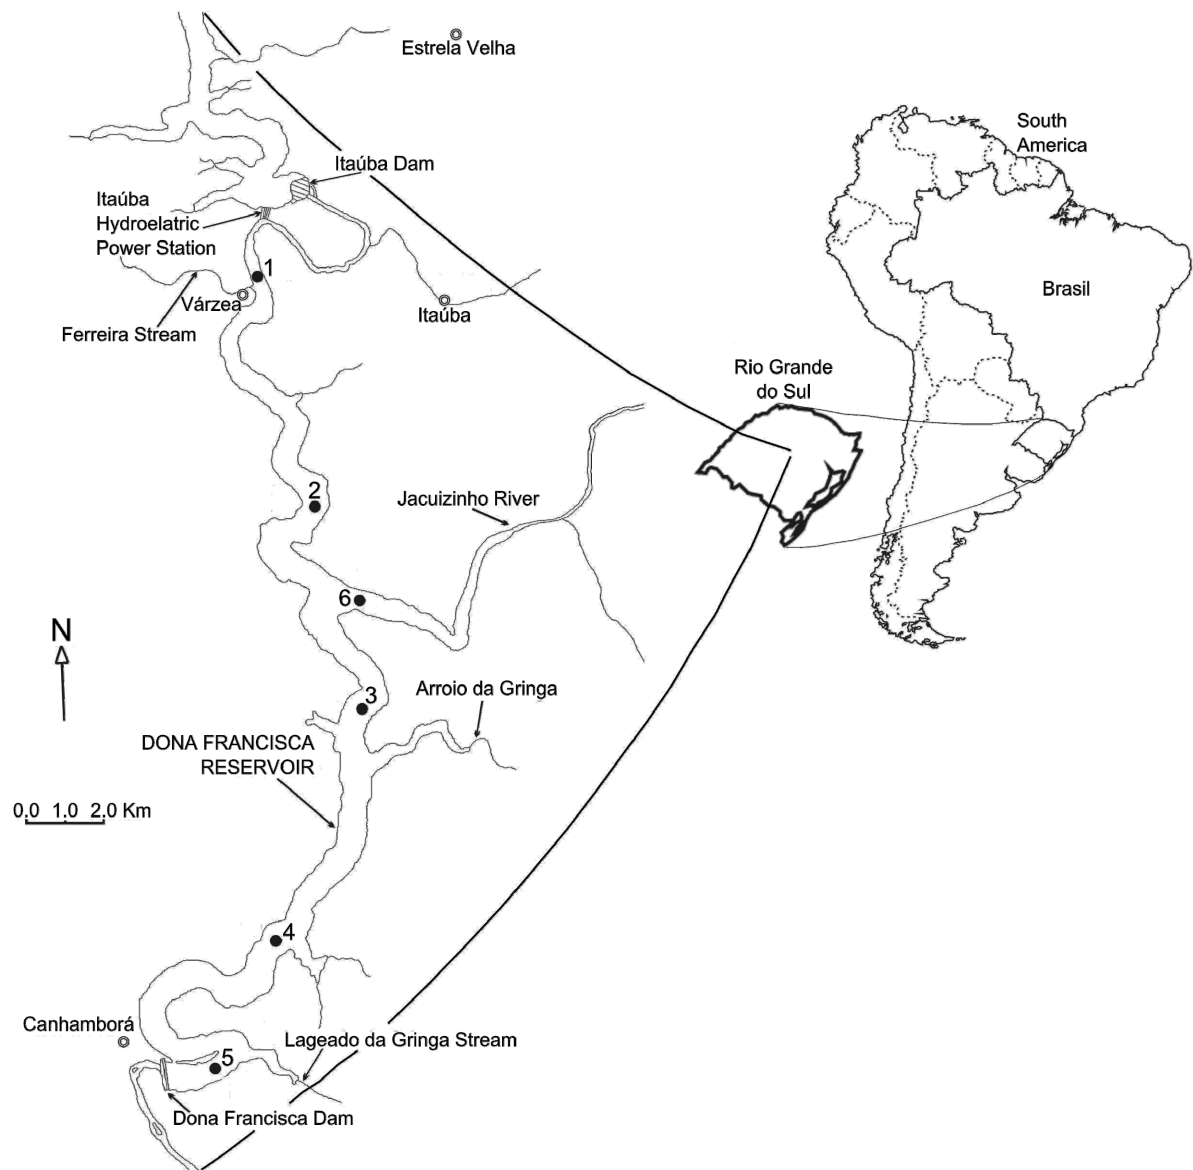 Estrela Velha
South
America
Itaúba Dam
Itaúba
Hydroelatric
Power Station
1
Várzea
Itaúba
Brasil
Ferreira Stream
Rio Grande
do Sul
2
Jacuizinho River
6
N
3
Arroio da Gringa
DONA FRANCISCA
RESERVOIR
0.0 1.0 2.0 Km
4
Canhamborá
Lageado da Gringa Stream
5
Dona Francisca Dam